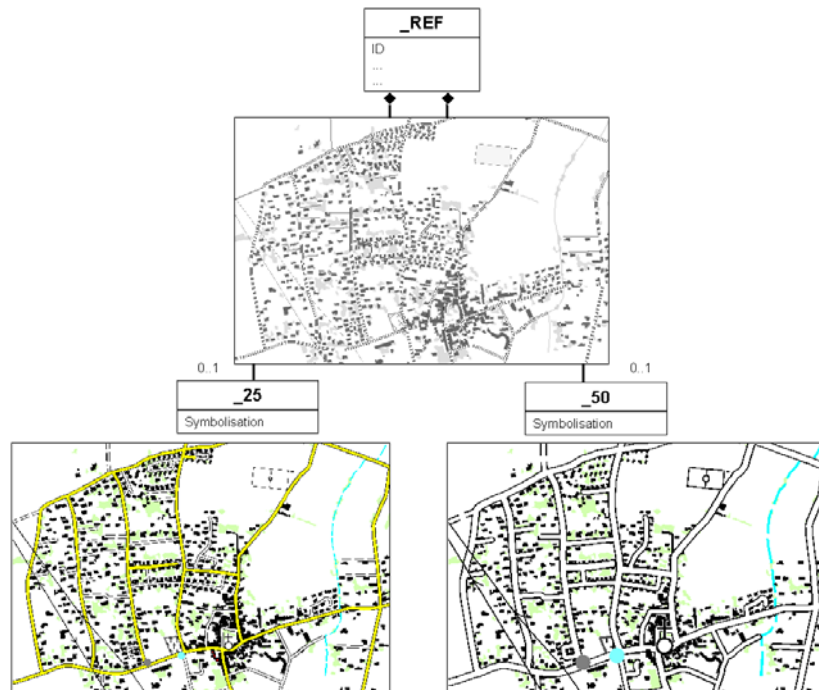 _REF
ID
...
...
0..1
0..1
_25
_50
Symbolisation
Symbolisation